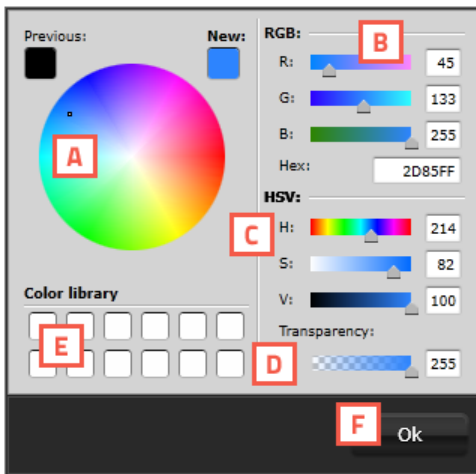 Previous:
New:
A
Color library
E
RGB:
B
R: 45
G: 133
B: 255
Hex: 2D85FF
HSV:
C
H: 214
S: 82
V: 100
Transparency:
D
255
F
Ok